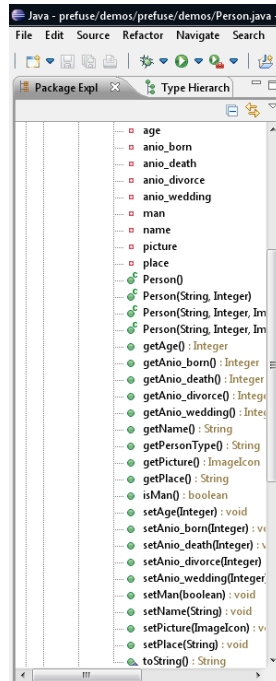 Java - prefuse/demos/prefuse/demos/Person.java -
File Edit Source Refactor Navigate Search
Package Expl Type Hierarch
age
anio_born
anio_death
anio_divorce
anio_wedding
man
name
picture
place
Person()
Person(String, Integer)
Person(String, Integer, Im
Person(String, Integer, Im
getAge() : Integer
getAnio_born() : Integer
getAnio_death() : Integer
getAnio_divorce() : Intege
getAnio_wedding() : Integ
getName() : String
getPersonType() : String
getPicture() : ImageIcon
getPlace() : String
isMan() : boolean
setAge(Integer) : void
setAnio_born(Integer) : vo
setAnio_death(Integer) : v
setAnio_divorce(Integer)
setAnio_wedding(Integer)
setMan(boolean) : void
setName(String) : void
setPicture(ImageIcon) : vo
setPlace(String) : void
toString() : String